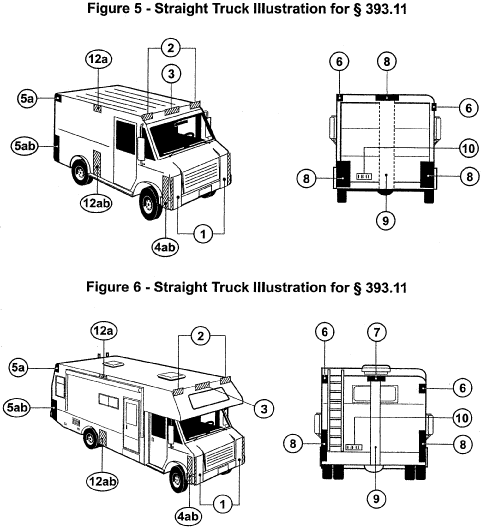 Figure 5 - Straight Truck Illustration for § 393.11
2
12a
3
6
8
5a
6
5ab
10
8
8
12ab
9
4ab
1
Figure 6 - Straight Truck Illustration for § 393.11
12a
2
6
7
5a
6
5ab
3
10
8
8
12ab
9
4ab
1